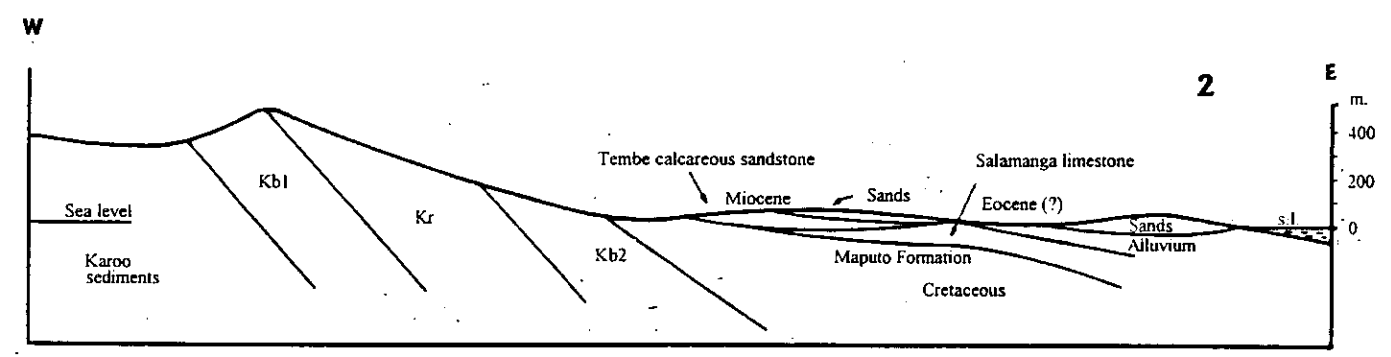 W
2
E
m.
400
200
0
Tembe calcareous sandstone
Salamanga limestone
Miocene
Sands
Eocene (?)
s.l.
Kb1
Kr
Sea level
Sands
Alluvium
Kb2
Maputo Formation
Karoo
sediments
Cretaceous